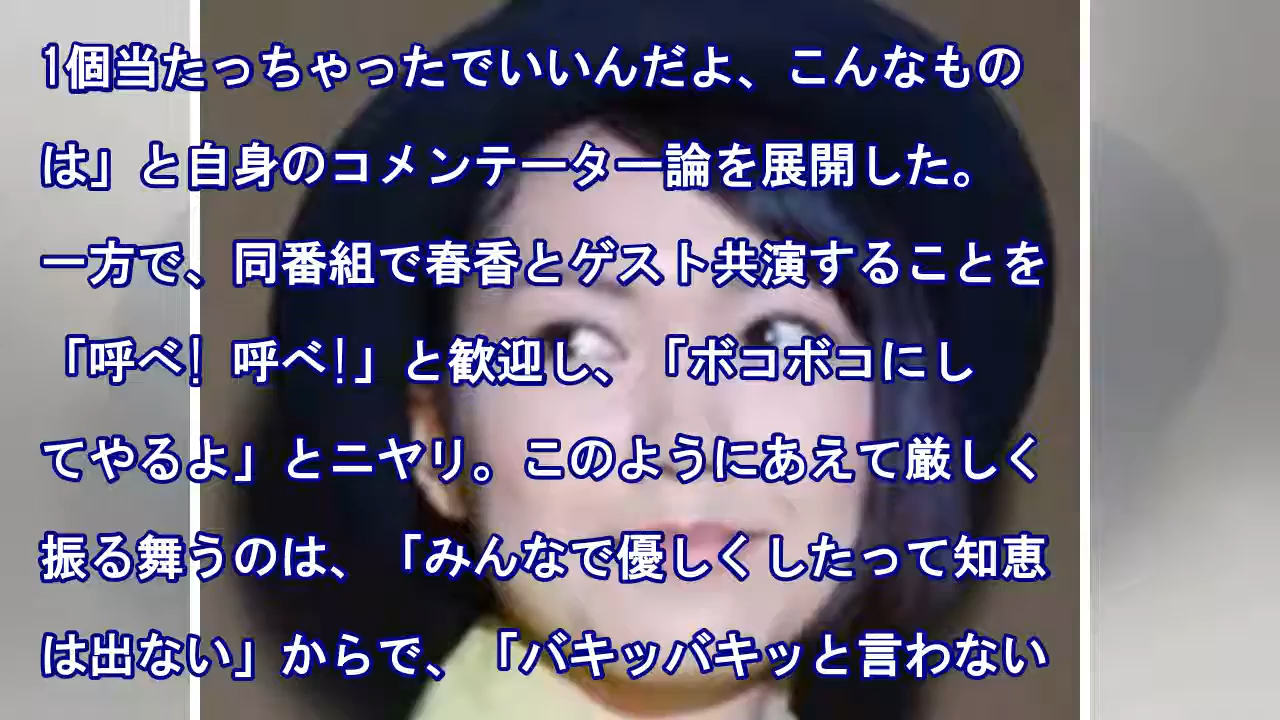 1個当たっちゃったでいいんだよ、こんなもの
は」と自身のコメンテーター論を展開した。
一方で、同番組で春香とゲスト共演することを
「呼べ! 呼べ!」と歓迎し、「ボコボコにし
てやるよ」とニヤリ。このようにあえて厳しく
振る舞うのは、「みんなで優しくしたって知恵
は出ない」からで、「バキッバキッと言わない